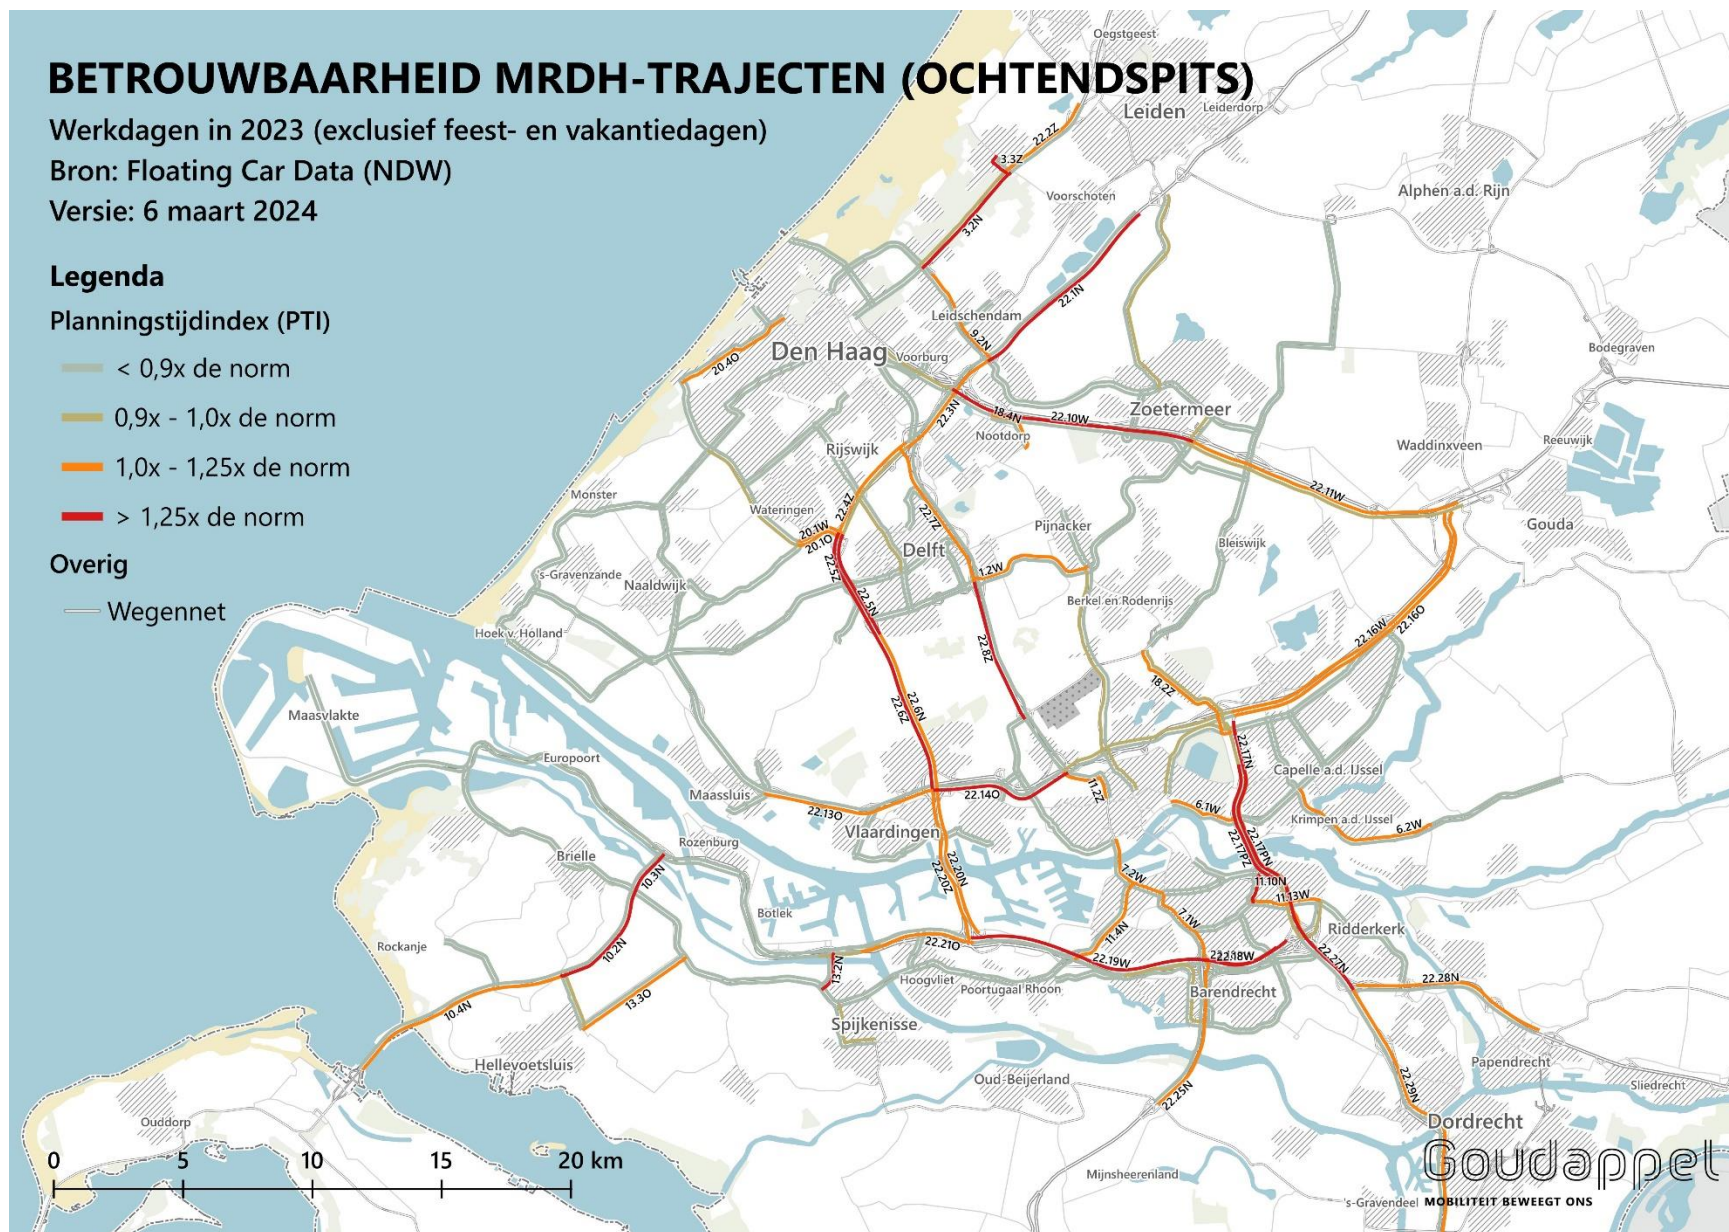 BETROUWBAARHEID MRDH-TRAJECTEN (OCHTENDSPITS)
Werkdagen in 2023 (exclusief feest- en vakantiedagen)
Bron: Floating Car Data (NDW)
Versie: 6 maart 2024
Legenda
Planningstijdindex (PTI)
< 0,9x de norm
0,9x - 1,0x de norm
1,0x - 1,25x de norm
> 1,25x de norm
Overig
Wegennet
Oegstgeest
Leiden
Leiderdorp
22.2Z
3.3Z
Voorschoten
Alphen a.d. Rijn
3.2N
22.1N
Leidschendam
9.2N
Den Haag
Voorburg
20.4O
Bodegraven
Zoetermeer
18.4N
22.10W
22.3N
Nootdorp
Rijswijk
Waddinxveen
Reeuwijk
Monster
22.11W
Wateringen
22.4Z
22.7Z
Pijnacker
Gouda
20.1W
20.1O
Delft
Bleiswijk
22.5Z
's-Gravenzande
Naaldwijk
1.2W
22.5N
Berkel en Rodenrijs
Hoek v. Holland
22.16W
22.16O
22.8Z
18.2Z
22.6N
22.6Z
Maasvlakte
Europoort
22.17N
Capelle a.d. IJssel
Maassluis
22.14O
11.2Z
22.13O
6.1W
Krimpen a.d. IJssel
6.2W
Vlaardingen
Rozenburg
Brielle
22.17PN
22.17PZ
22.20N
22.20Z
10.3N
7.2W
11.10N
11.13W
Botlek
7.1W
Ridderkerk
11.4N
Rockanje
10.2N
22.21O
22.19W
22.18W
22.27N
13.2N
Hoogvliet
Poortugaal
Rhoon
22.28N
Barendrecht
13.3O
10.4N
Spijkenisse
Hellevoetsluis
Oud-Beijerland
22.25N
22.29N
Papendrecht
Sliedrecht
Ouddorp
Dordrecht
Mijnsheerenland
's-Gravendeel
0 5 10 15 20 km
Goudappel
MOBILITEIT BEWEEGT ONS